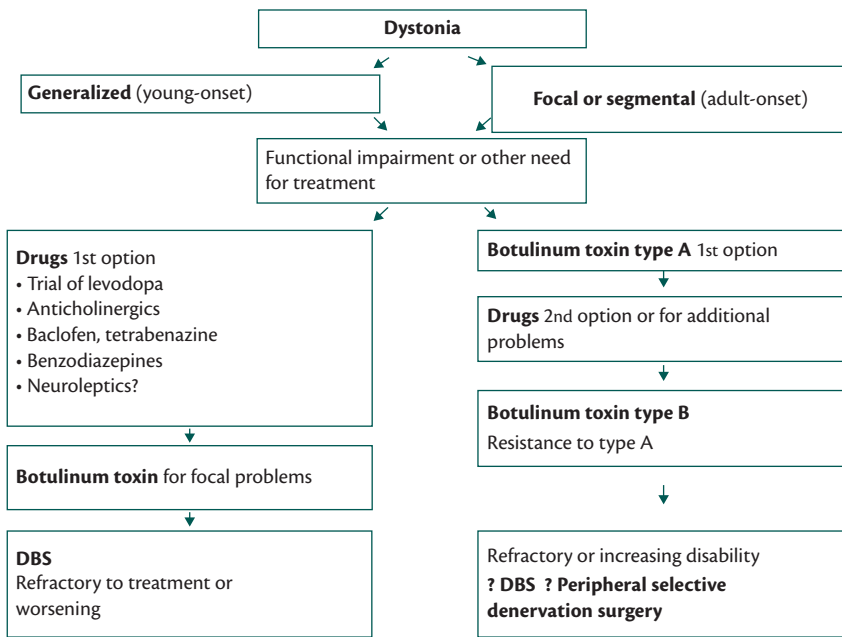 Dystonia
Generalized (young-onset)
Focal or segmental (adult-onset)
Functional impairment or other need
for treatment
Drugs 1st option
• Trial of levodopa
• Anticholinergics
• Baclofen, tetrabenazine
• Benzodiazepines
• Neuroleptics?
Botulinum toxin for focal problems
DBS
Refractory to treatment or
worsening
Botulinum toxin type A 1st option
Drugs 2nd option or for additional
problems
Botulinum toxin type B
Resistance to type A
Refractory or increasing disability
? DBS ? Peripheral selective
denervation surgery